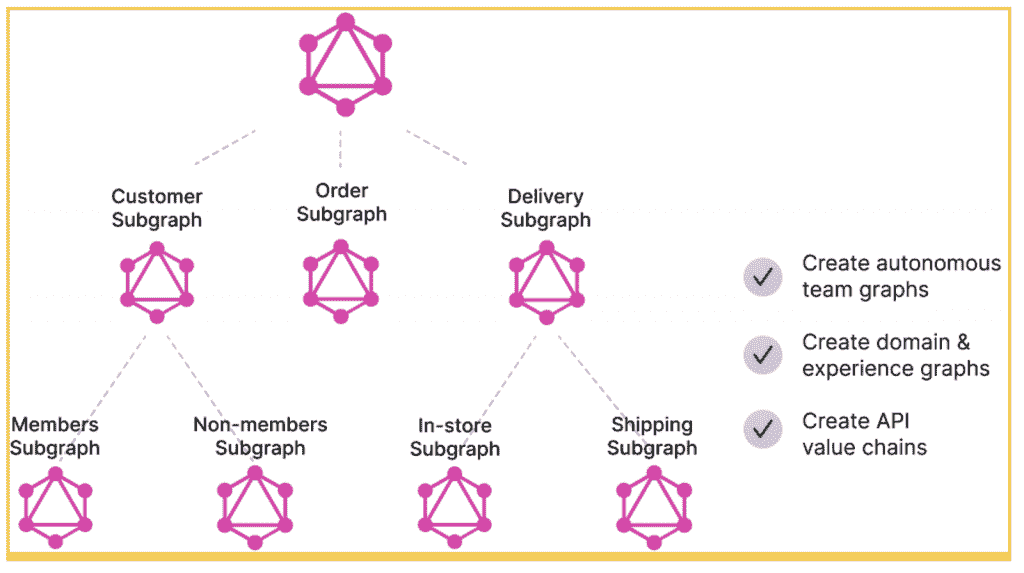 Customer
Subgraph
Order
Subgraph
Delivery
Subgraph
Create autonomous
team graphs
Create domain &
experience graphs
Create API
value chains
Members
Subgraph
Non-members
Subgraph
In-store
Subgraph
Shipping
Subgraph